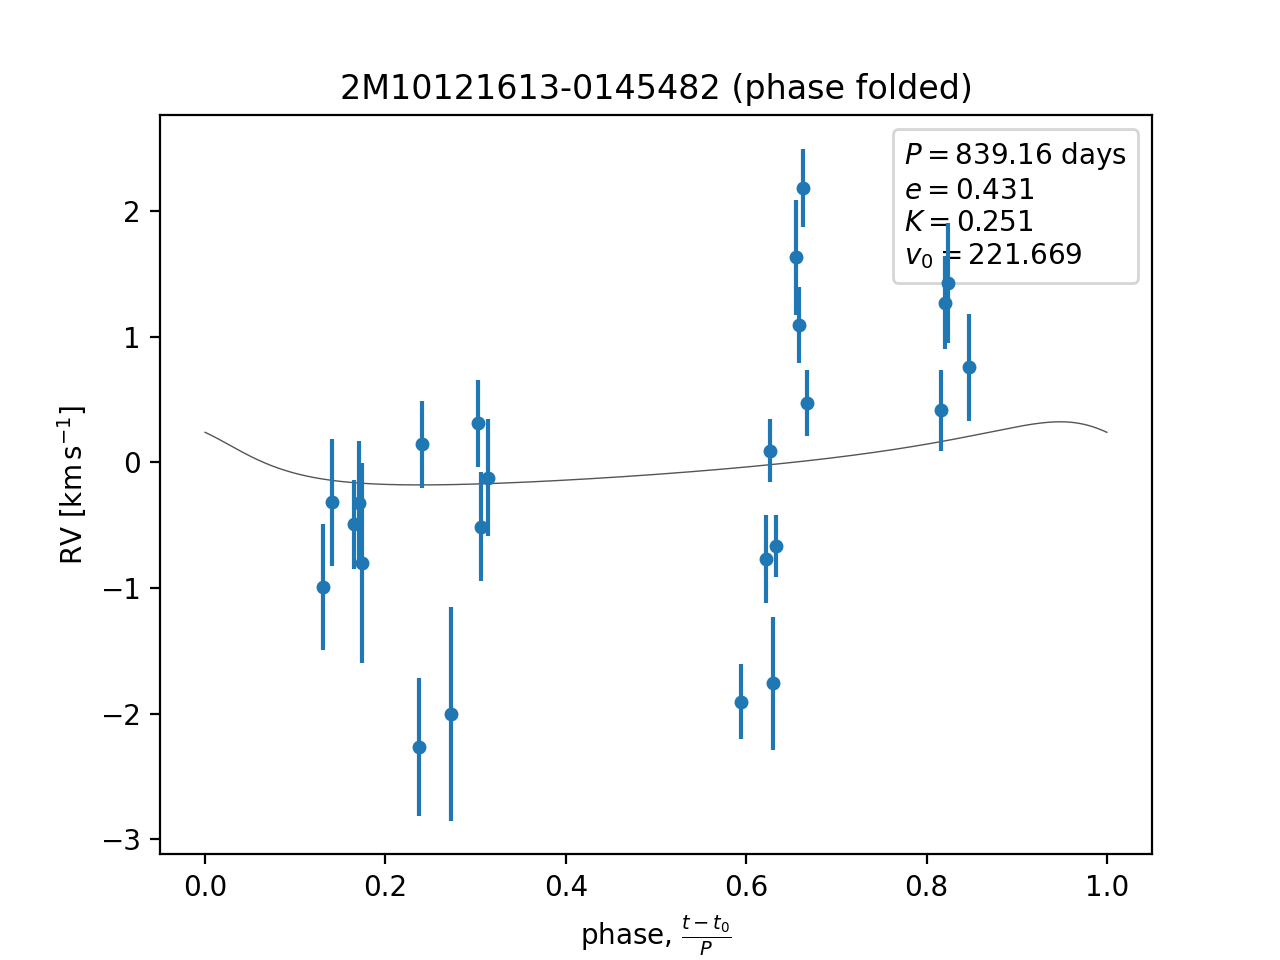 2M10121613-0145482 (phase folded)
P = 839.16 days
e = 0.431
K = 0.251
v₀ = 221.669
RV [km s⁻¹]
2
1
0
−1
−2
−3
0.0 0.2 0.4 0.6 0.8 1.0
phase, (t − t₀)/P